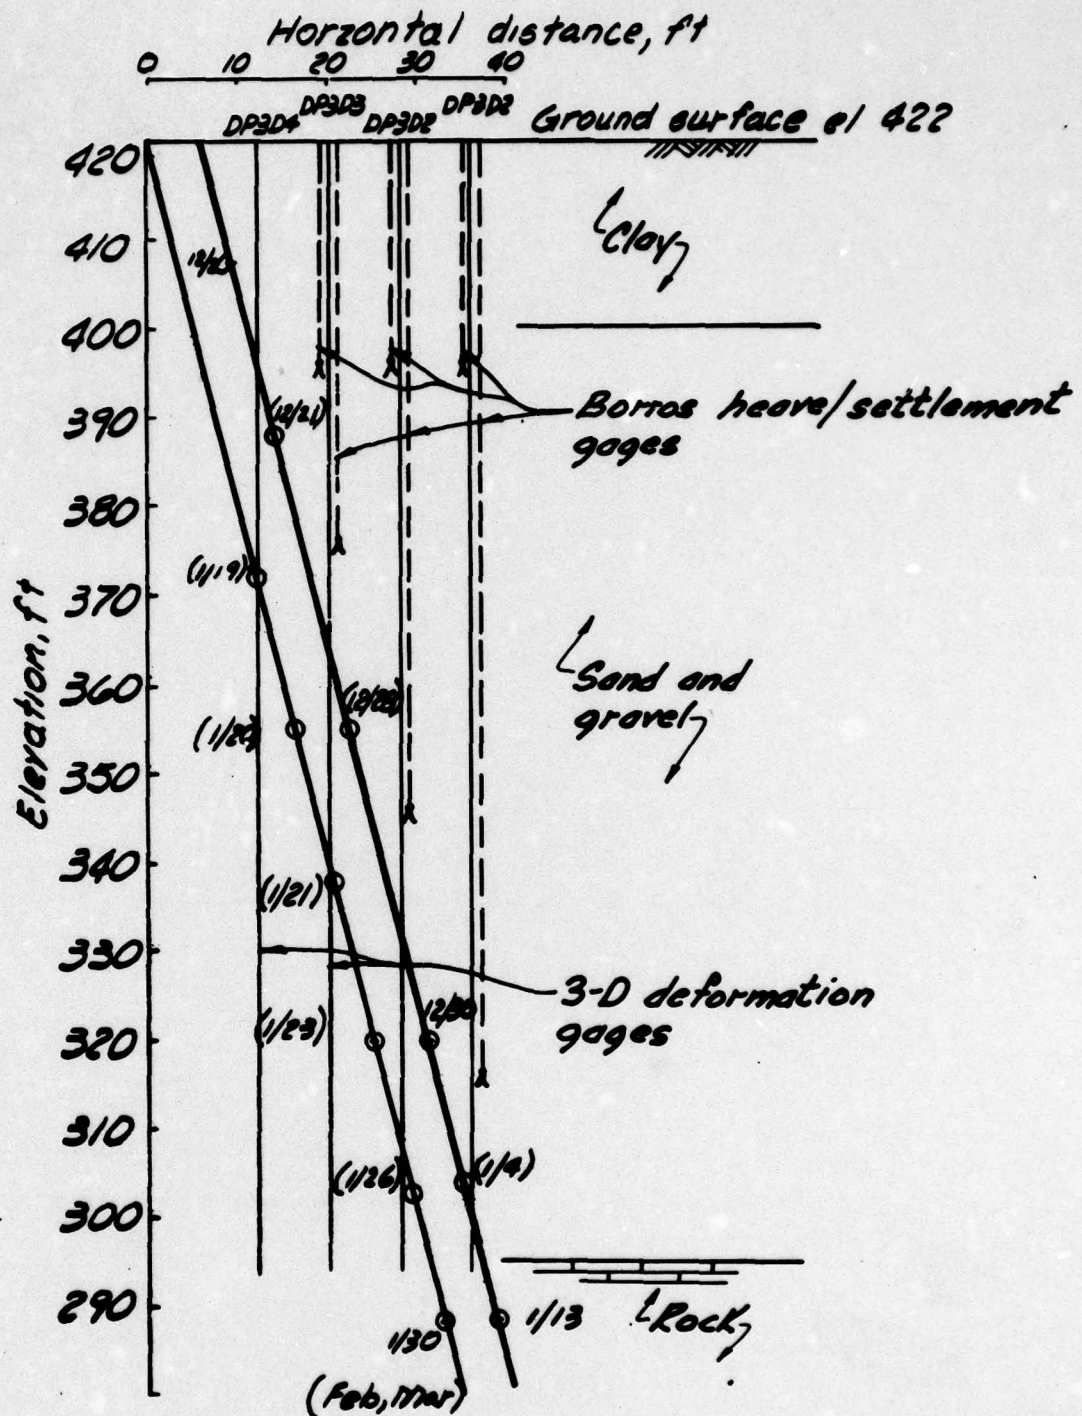 Horzontal distance, ft
0 10 20 30 40
DP3D4 DP3D3 DP3D2 DP3D2
Ground surface el 422
420
410
400
390
380
370
360
350
340
330
320
310
300
290
Elevation, ft
Clay
Borros heave/settlement
gages
Sand and
gravel
3-D deformation
gages
Rock
(12/21)
(1/19)
(1/21)
12/30
(1/23)
(1/26)
(1/4)
1/30
1/13
(Feb, Mar)